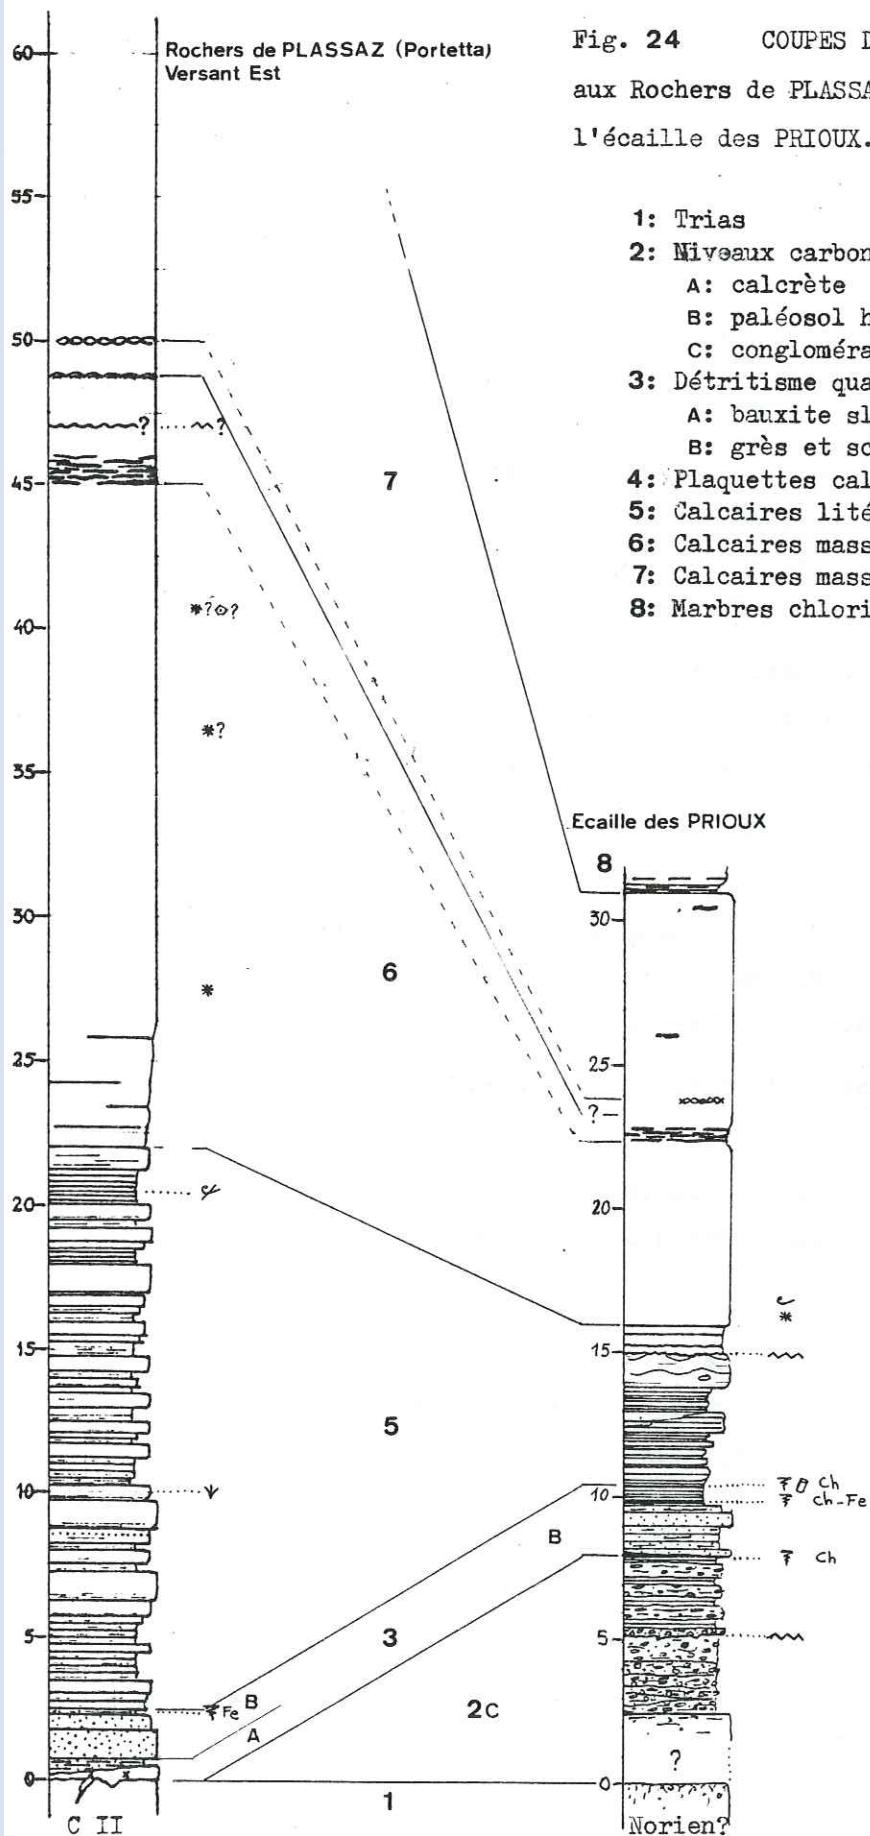 Rochers de PLASSAZ (Portetta)
Versant Est
Fig. 24 COUPES D
aux Rochers de PLASSA
l'écaille des PRIOUX.
1: Trias
2: Niveaux carbon
A: calcrète
B: paléosol h
C: congloméra
3: Détritisme qua
A: bauxite sl
B: grès et sc
4: Plaquettes cal
5: Calcaires lité
6: Calcaires mass
7: Calcaires mass
8: Marbres chlori
60
55
50
45
40
35
30
25
20
15
10
5
0
? ?
?
?
?
Fe
B
A
C II
7
6
5
3
B
2C
1
Ecaille des PRIOUX
8
30
25
?
20
15
10
5
0
Ch
Ch-Fe
Ch
?
Norien?